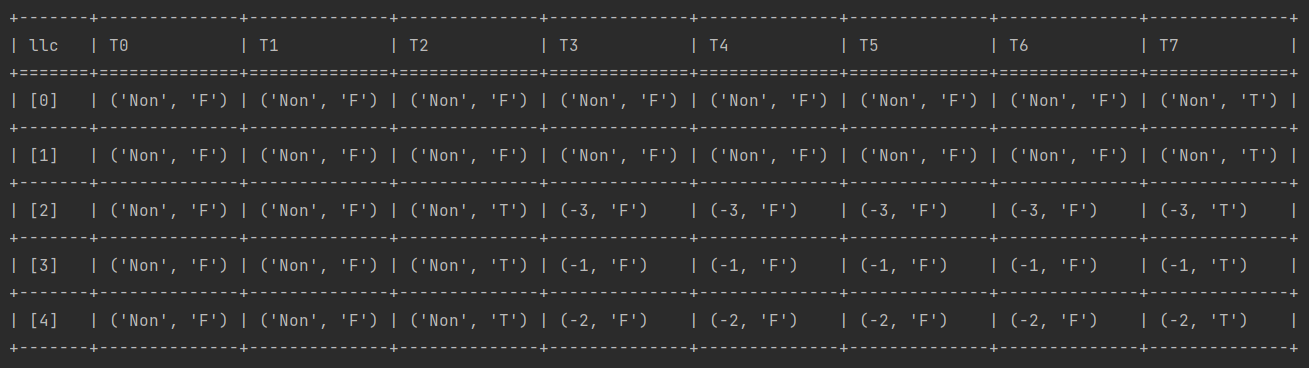 +-------+--------------+--------------+--------------+--------------+--------------+--------------+--------------+--------------+
| llc   | T0           | T1           | T2           | T3           | T4           | T5           | T6           | T7           |
+=======+==============+==============+==============+==============+==============+==============+==============+==============+
| [0]   | ('Non', 'F') | ('Non', 'F') | ('Non', 'F') | ('Non', 'F') | ('Non', 'F') | ('Non', 'F') | ('Non', 'F') | ('Non', 'T') |
+-------+--------------+--------------+--------------+--------------+--------------+--------------+--------------+--------------+
| [1]   | ('Non', 'F') | ('Non', 'F') | ('Non', 'F') | ('Non', 'F') | ('Non', 'F') | ('Non', 'F') | ('Non', 'F') | ('Non', 'T') |
+-------+--------------+--------------+--------------+--------------+--------------+--------------+--------------+--------------+
| [2]   | ('Non', 'F') | ('Non', 'F') | ('Non', 'T') | (-3, 'F')    | (-3, 'F')    | (-3, 'F')    | (-3, 'F')    | (-3, 'T')    |
+-------+--------------+--------------+--------------+--------------+--------------+--------------+--------------+--------------+
| [3]   | ('Non', 'F') | ('Non', 'F') | ('Non', 'T') | (-1, 'F')    | (-1, 'F')    | (-1, 'F')    | (-1, 'F')    | (-1, 'T')    |
+-------+--------------+--------------+--------------+--------------+--------------+--------------+--------------+--------------+
| [4]   | ('Non', 'F') | ('Non', 'F') | ('Non', 'T') | (-2, 'F')    | (-2, 'F')    | (-2, 'F')    | (-2, 'F')    | (-2, 'T')    |
+-------+--------------+--------------+--------------+--------------+--------------+--------------+--------------+--------------+